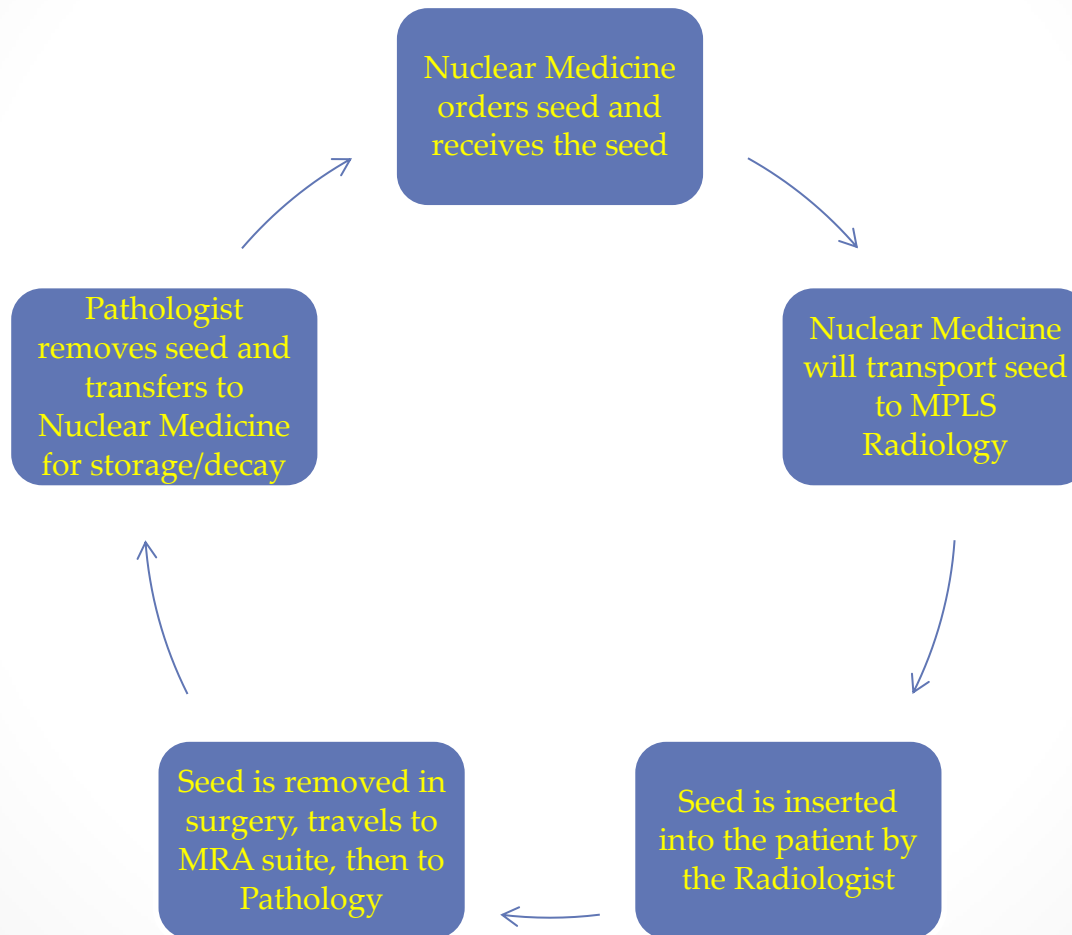 Nuclear Medicine
orders seed and
receives the seed
Nuclear Medicine
will transport seed
to MPLS
Radiology
Seed is inserted
into the patient by
the Radiologist
Seed is removed in
surgery, travels to
MRA suite, then to
Pathology
Pathologist
removes seed and
transfers to
Nuclear Medicine
for storage/decay